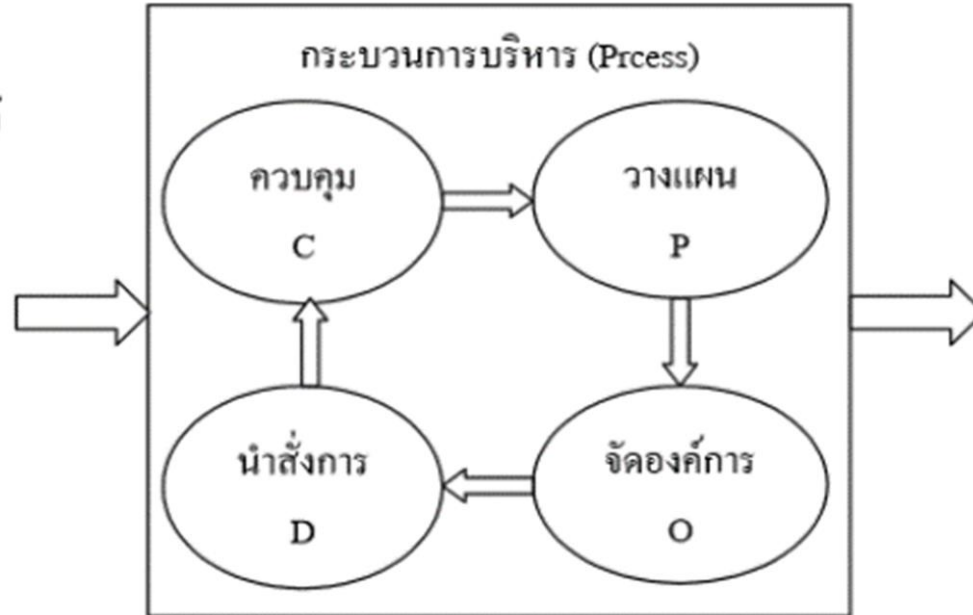 กระบวนการบริหาร (Prcess)
ควบคุม
C
วางแผน
P
นำสั่งการ
D
จัดองค์การ
O